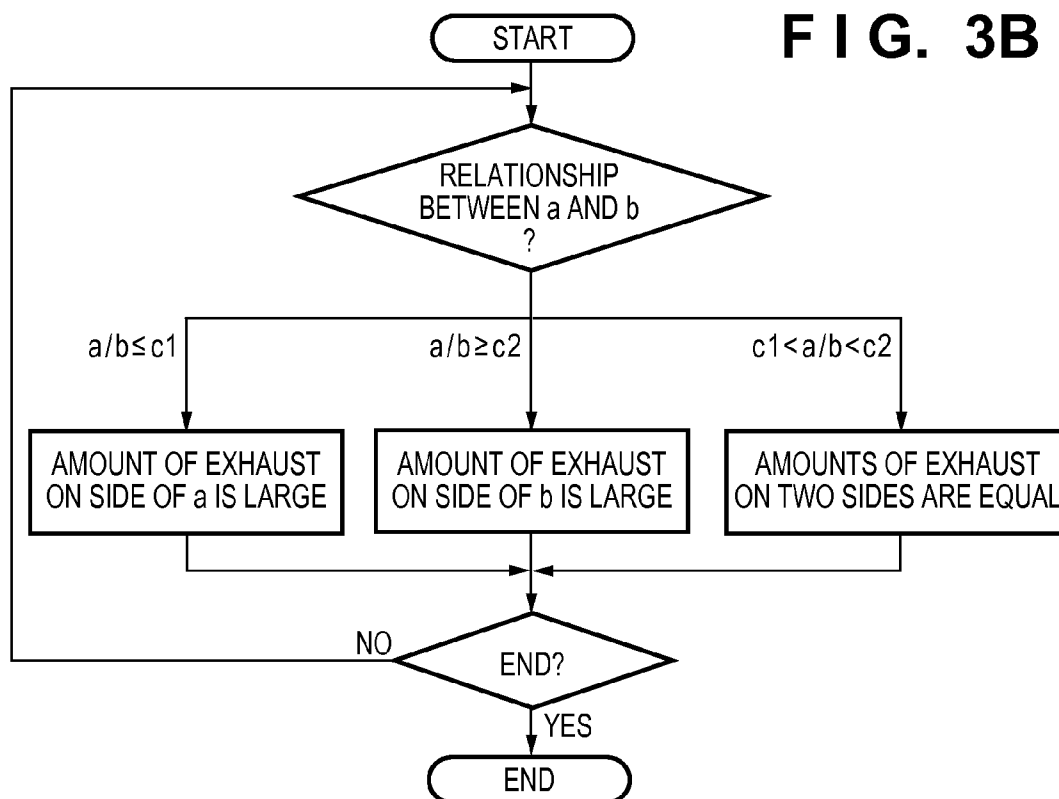 START
F I G. 3B
RELATIONSHIP
BETWEEN a AND b
?
a/b≤c1
a/b≥c2
c1<a/b<c2
AMOUNT OF EXHAUST
ON SIDE OF a IS LARGE
AMOUNT OF EXHAUST
ON SIDE OF b IS LARGE
AMOUNTS OF EXHAUST
ON TWO SIDES ARE EQUAL
NO
END?
YES
END